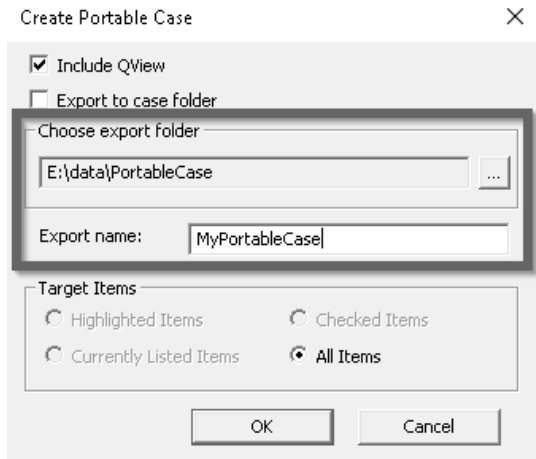 Create Portable Case
Include QView
Export to case folder
Choose export folder
E:\data\PortableCase
...
Export name: MyPortableCase
Target Items
Highlighted Items Checked Items
Currently Listed Items All Items
OK Cancel